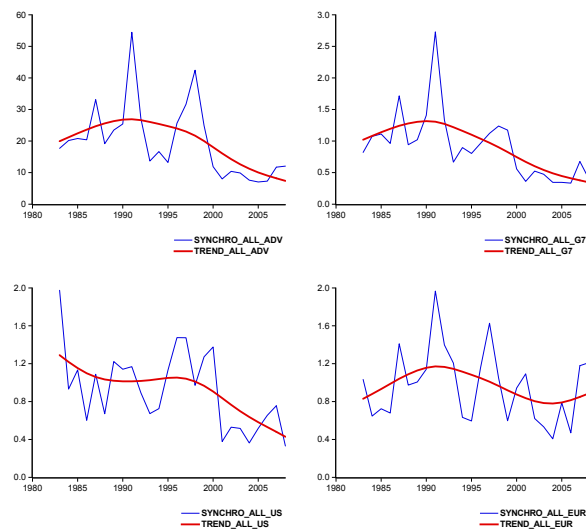 60
50
40
30
20
10
0
1980 1985 1990 1995 2000 2005
SYNCHRO_ALL_ADV
TREND_ALL_ADV
3.0
2.5
2.0
1.5
1.0
0.5
0.0
1980 1985 1990 1995 2000 2005
SYNCHRO_ALL_G7
TREND_ALL_G7
2.0
1.6
1.2
0.8
0.4
0.0
1980 1985 1990 1995 2000 2005
SYNCHRO_ALL_US
TREND_ALL_US
2.0
1.6
1.2
0.8
0.4
0.0
1980 1985 1990 1995 2000 2005
SYNCHRO_ALL_EUR
TREND_ALL_EUR